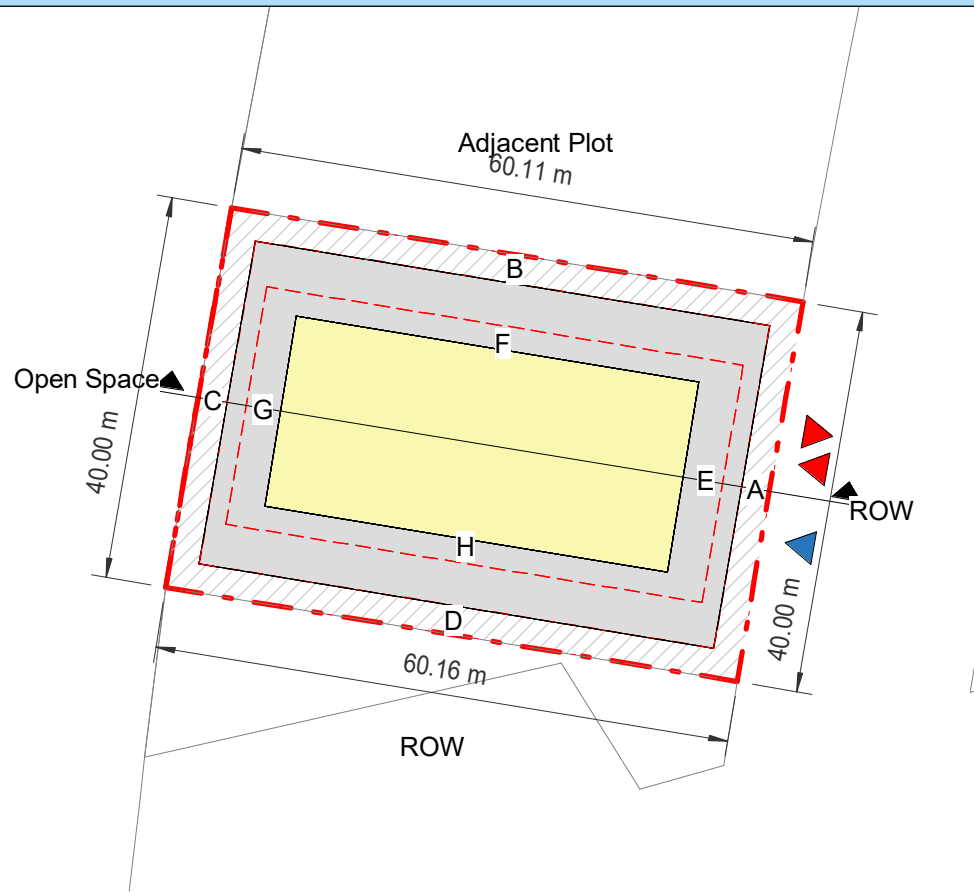 Adjacent Plot
60.11 m
B
F
Open Space
C
G
40.00 m
E
A
ROW
H
D
40.00 m
60.16 m
ROW